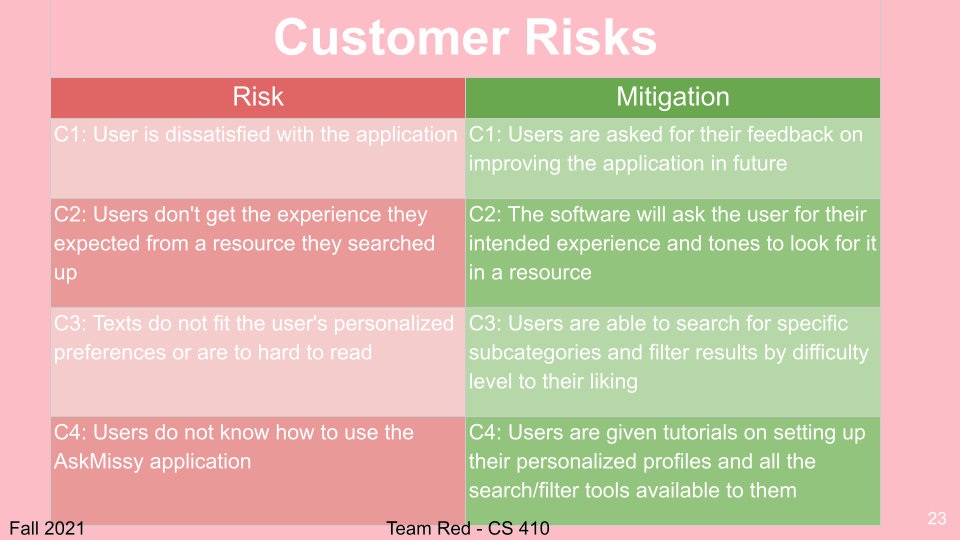 Customer Risks
Risk
Mitigation
C1: User is dissatisfied with the application
C1: Users are asked for their feedback on
improving the application in future
C2: Users don't get the experience they
expected from a resource they searched
up
C2: The software will ask the user for their
intended experience and tones to look for it
in a resource
C3: Texts do not fit the user's personalized
preferences or are to hard to read
C3: Users are able to search for specific
subcategories and filter results by difficulty
level to their liking
C4: Users do not know how to use the
AskMissy application
C4: Users are given tutorials on setting up
their personalized profiles and all the
search/filter tools available to them
Fall 2021
Team Red - CS 410
23